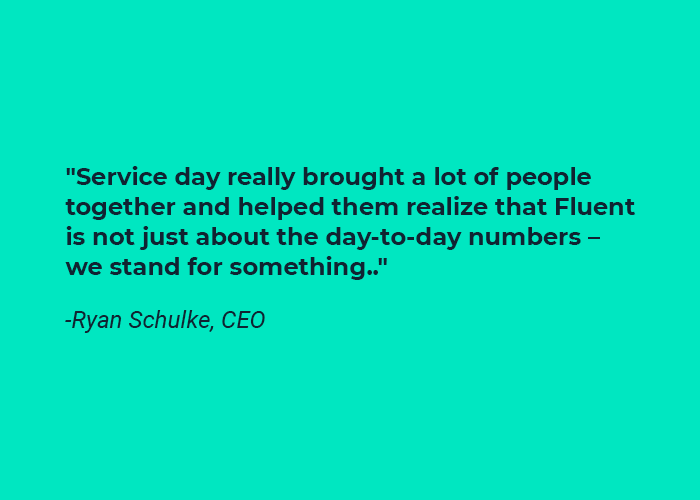 "Service day really brought a lot of people
together and helped them realize that Fluent
is not just about the day-to-day numbers –
we stand for something.."
-Ryan Schulke, CEO